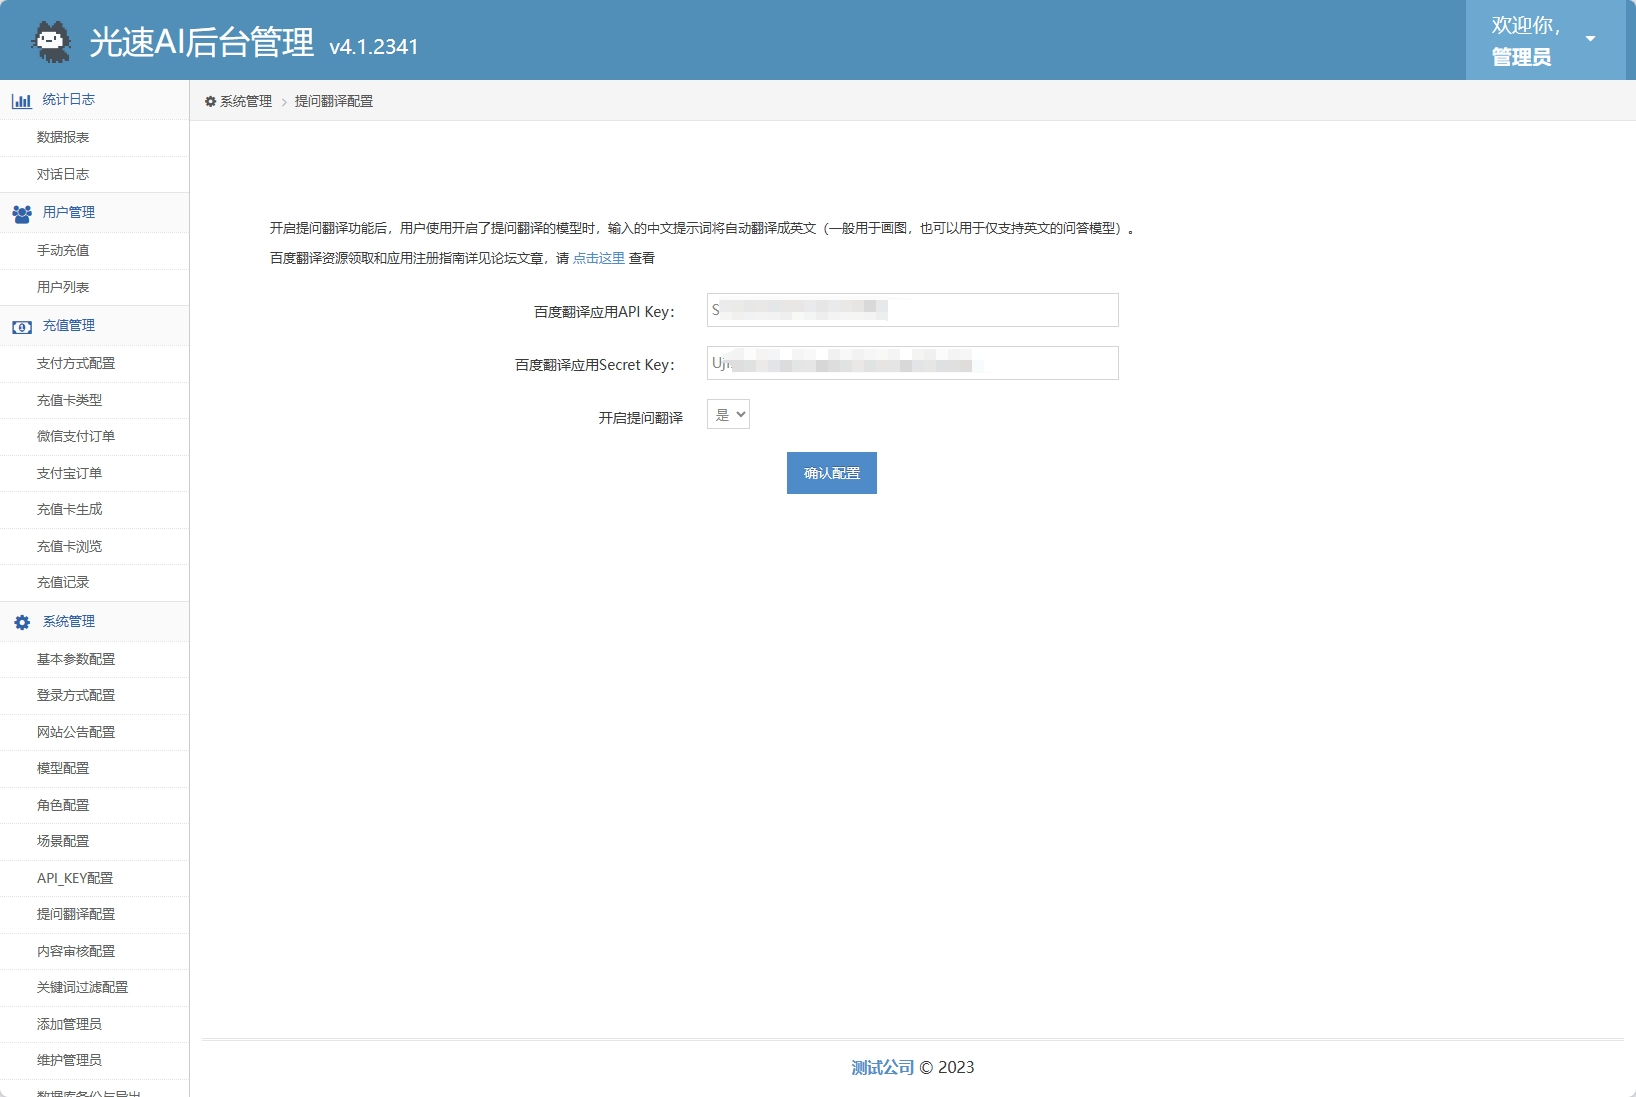 光速AI后台管理 v4.1.2341
欢迎你,
管理员
统计日志
数据报表
对话日志
用户管理
手动充值
用户列表
充值管理
支付方式配置
充值卡类型
微信支付订单
支付宝订单
充值卡生成
充值卡浏览
充值记录
系统管理
基本参数配置
登录方式配置
网站公告配置
模型配置
角色配置
场景配置
API_KEY配置
提问翻译配置
内容审核配置
关键词过滤配置
添加管理员
维护管理员
数据库备份与导出
系统管理 > 提问翻译配置
开启提问翻译功能后，用户使用开启了提问翻译的模型时，输入的中文提示词将自动翻译成英文（一般用于画图，也可以用于仅支持英文的问答模型）。
百度翻译资源领取和应用注册指南详见论坛文章，请 点击这里 查看
百度翻译应用API Key： S
百度翻译应用Secret Key： Uj
开启提问翻译 是
确认配置
测试公司 © 2023